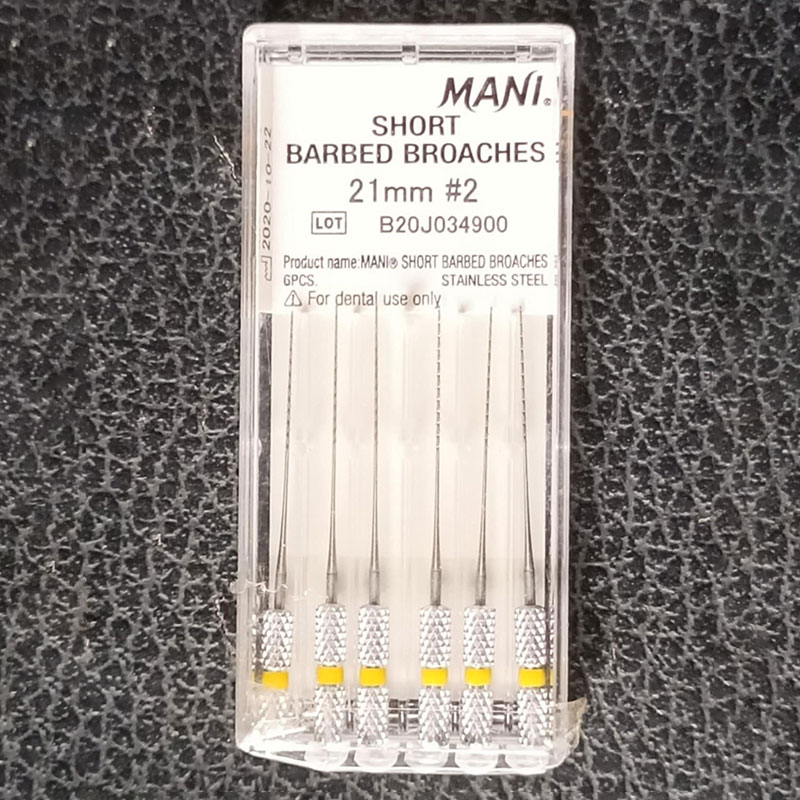 MANI®
SHORT
BARBED BROACHES
21mm #2
LOT B20J034900
Product name:MANI® SHORT BARBED BROACHES
6PCS. STAINLESS STEEL
For dental use only
2020-10-22